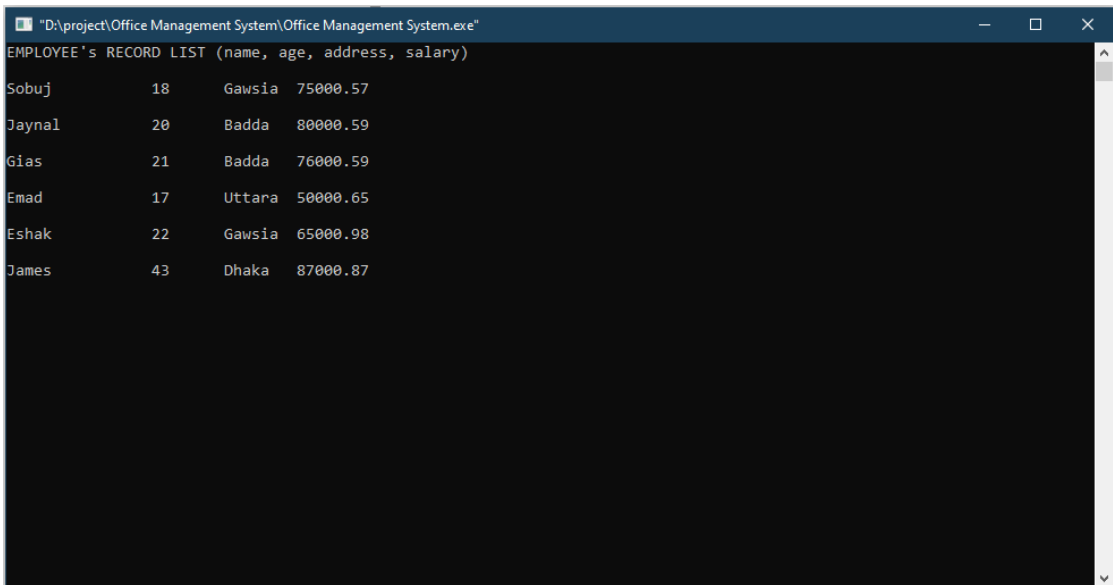 "D:\project\Office Management System\Office Management System.exe"
EMPLOYEE's RECORD LIST (name, age, address, salary)
Sobuj 18 Gawsia 75000.57
Jaynal 20 Badda 80000.59
Gias 21 Badda 76000.59
Emad 17 Uttara 50000.65
Eshak 22 Gawsia 65000.98
James 43 Dhaka 87000.87